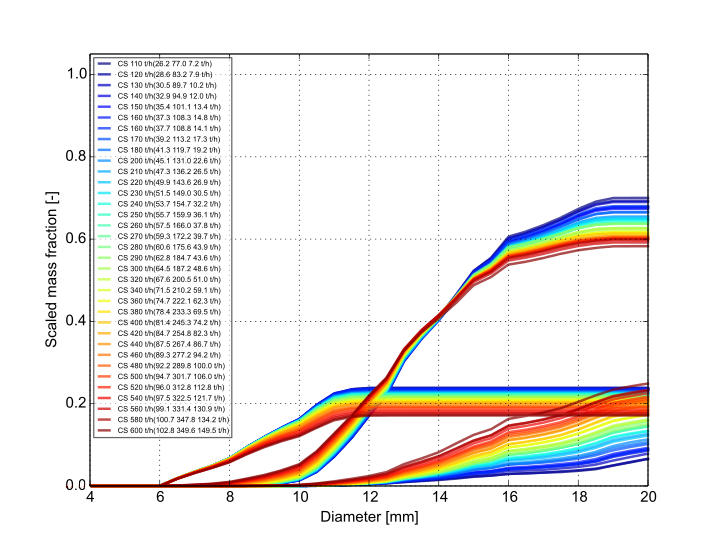 1.0
0.8
0.6
0.4
0.2
0.0
Scaled mass fraction [-]
CS 110 t/h(26.2 77.0 7.2 t/h)
CS 120 t/h(28.6 83.2 7.9 t/h)
CS 130 t/h(30.5 89.7 10.2 t/h)
CS 140 t/h(32.9 94.9 12.0 t/h)
CS 150 t/h(35.4 101.1 13.4 t/h)
CS 160 t/h(37.3 108.3 14.8 t/h)
CS 160 t/h(37.7 108.8 14.1 t/h)
CS 170 t/h(39.2 113.2 17.3 t/h)
CS 180 t/h(41.3 119.7 19.2 t/h)
CS 200 t/h(45.1 131.0 22.6 t/h)
CS 210 t/h(47.3 136.2 26.5 t/h)
CS 220 t/h(49.9 143.6 26.9 t/h)
CS 230 t/h(51.5 149.0 30.5 t/h)
CS 240 t/h(53.7 154.7 32.2 t/h)
CS 250 t/h(55.7 159.9 36.1 t/h)
CS 260 t/h(57.5 166.0 37.8 t/h)
CS 270 t/h(59.3 172.2 39.7 t/h)
CS 280 t/h(60.6 175.6 43.9 t/h)
CS 290 t/h(62.8 184.7 43.6 t/h)
CS 300 t/h(64.5 187.2 48.6 t/h)
CS 320 t/h(67.6 200.5 51.0 t/h)
CS 340 t/h(71.5 210.2 59.1 t/h)
CS 360 t/h(74.7 222.1 62.3 t/h)
CS 380 t/h(78.4 233.3 69.5 t/h)
CS 400 t/h(81.4 245.3 74.2 t/h)
CS 420 t/h(84.7 254.8 82.3 t/h)
CS 440 t/h(87.5 267.4 86.7 t/h)
CS 460 t/h(89.3 277.2 94.2 t/h)
CS 480 t/h(92.2 289.8 100.0 t/h)
CS 500 t/h(94.7 301.7 106.0 t/h)
CS 520 t/h(96.0 312.8 112.8 t/h)
CS 540 t/h(97.5 322.5 121.7 t/h)
CS 560 t/h(99.1 331.4 130.9 t/h)
CS 580 t/h(100.7 347.8 134.2 t/h)
CS 600 t/h(102.8 349.6 149.5 t/h)
4 6 8 10 12 14 16 18 20
Diameter [mm]